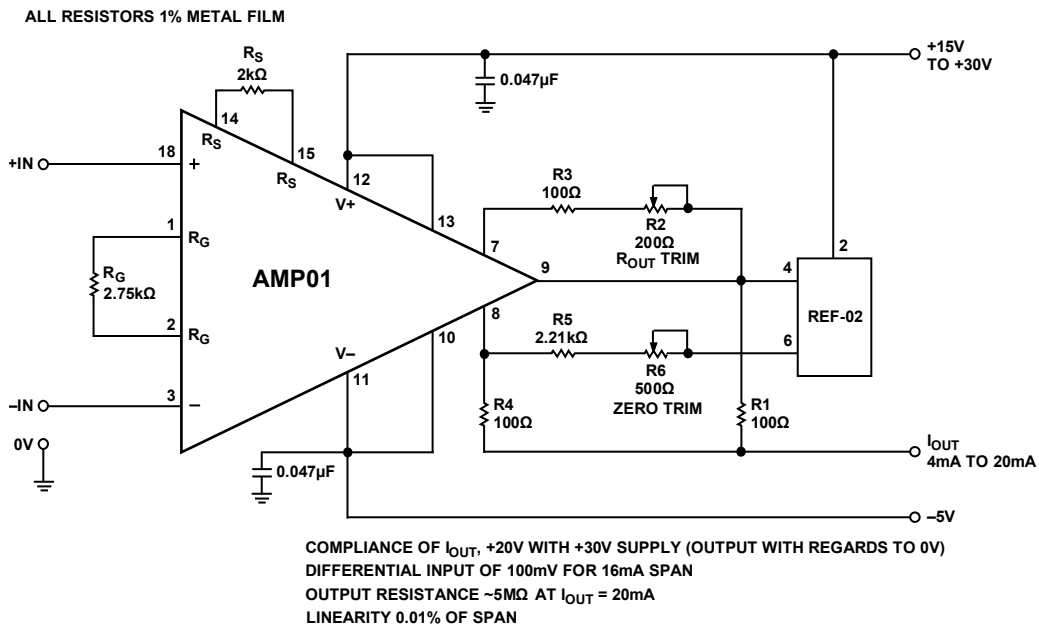 ALL RESISTORS 1% METAL FILM
+15V
TO +30V
RS
2kΩ
0.047µF
14
RS
15
RS
+IN
18
+
12
V+
13
R3
100Ω
R2
200Ω
ROUT TRIM
2
1
RG
7
RG
2.75kΩ
AMP01
9
4
REF-02
8
2
RG
R5
2.21kΩ
6
V–
10
11
R6
500Ω
ZERO TRIM
–IN
3
–
R4
100Ω
R1
100Ω
0V
IOUT
4mA TO 20mA
0.047µF
–5V
COMPLIANCE OF IOUT, +20V WITH +30V SUPPLY (OUTPUT WITH REGARDS TO 0V)
DIFFERENTIAL INPUT OF 100mV FOR 16mA SPAN
OUTPUT RESISTANCE ~5MΩ AT IOUT = 20mA
LINEARITY 0.01% OF SPAN